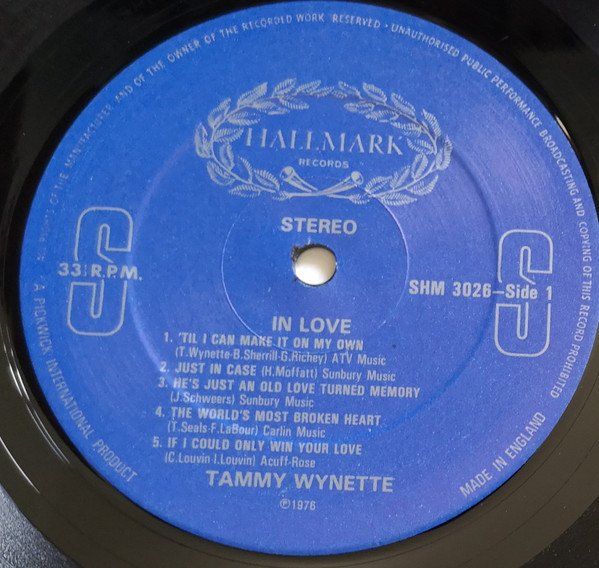 OF THE MANUFACTURER AND OF THE OWNER OF THE RECORDED WORK RESERVED · UNAUTHORISED PUBLIC PERFORMANCE BROADCASTING AND COPYING OF THIS RECORD PROHIBITED
HALLMARK
RECORDS
STEREO
33⅓ R.P.M.
SHM 3026–Side 1
IN LOVE
1. 'TIL I CAN MAKE IT ON MY OWN
(T.Wynette-B.Sherrill-G.Richey) ATV Music
2. JUST IN CASE (H.Moffatt) Sunbury Music
3. HE'S JUST AN OLD LOVE TURNED MEMORY
(J.Schweers) Sunbury Music
4. THE WORLD'S MOST BROKEN HEART
(T.Seals-F.LaBour) Carlin Music
5. IF I COULD ONLY WIN YOUR LOVE
(C.Louvin-I.Louvin) Acuff-Rose
TAMMY WYNETTE
℗1976
A PICKWICK INTERNATIONAL PRODUCT
MADE IN ENGLAND